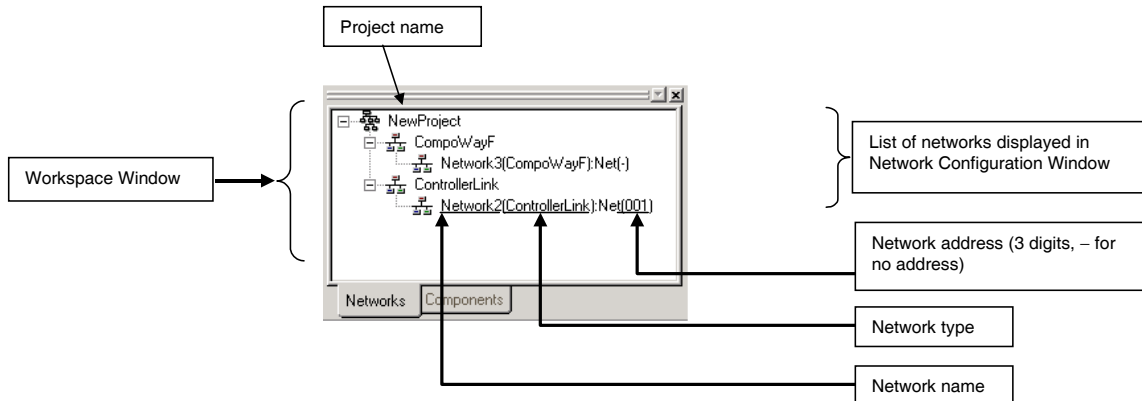 Project name
NewProject
CompoWayF
Network3(CompoWayF):Net(-)
ControllerLink
Network2(ControllerLink):Net(001)
Networks
Components
Workspace Window
List of networks displayed in
Network Configuration Window
Network address (3 digits, – for
no address)
Network type
Network name